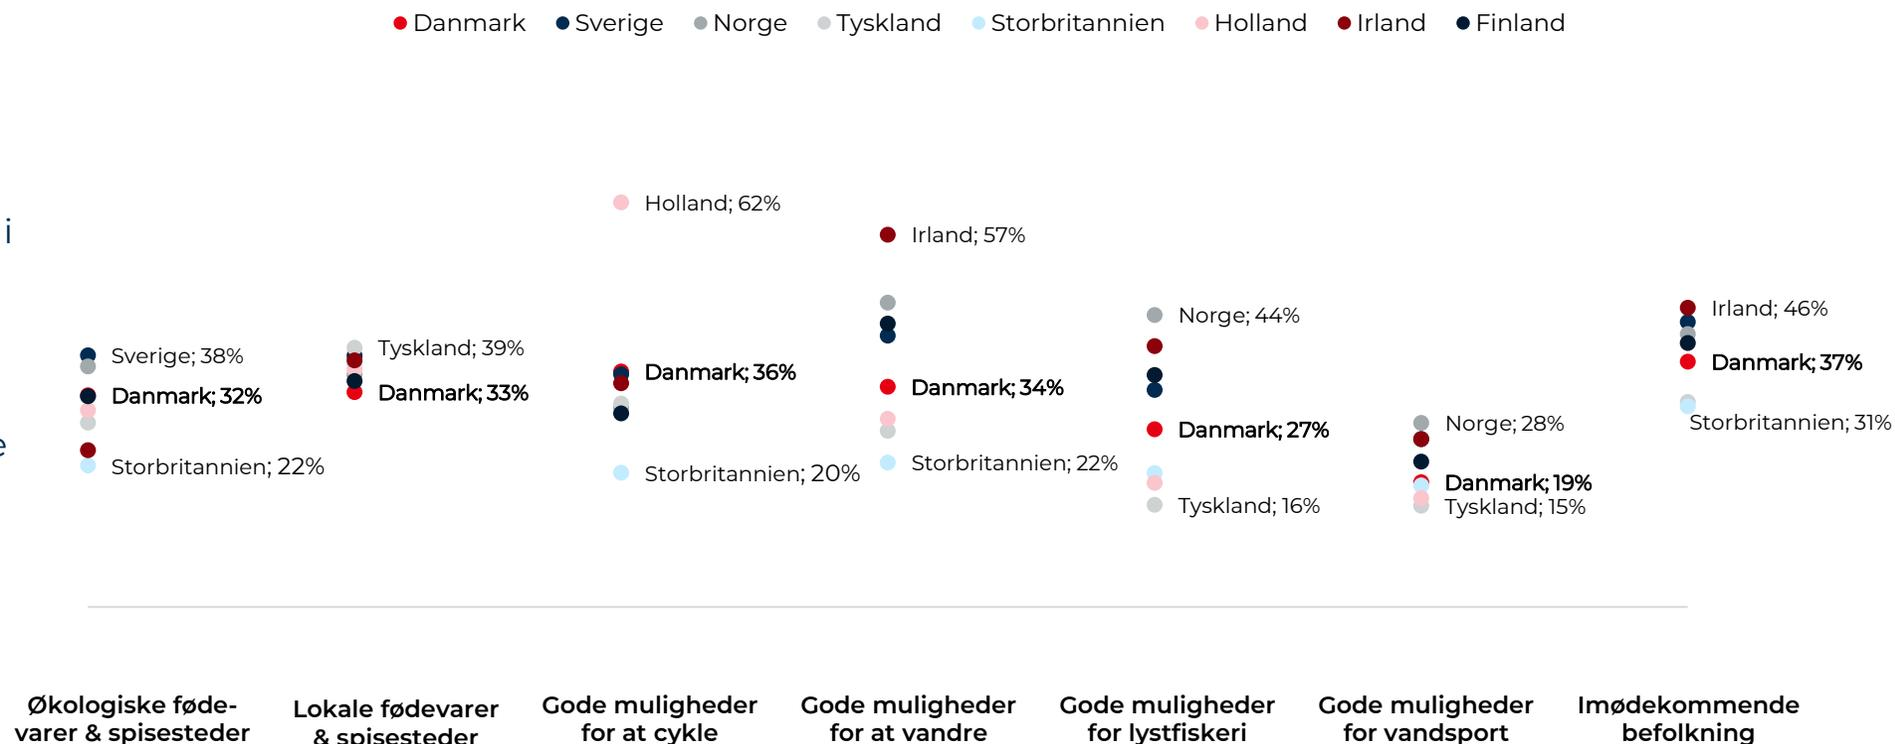 Danmark Sverige Norge Tyskland Storbritannien Holland Irland Finland
Holland; 62%
i
Irland; 57%
Irland; 46%
Norge; 44%
Tyskland; 39%
Sverige; 38%
Danmark; 37%
Danmark; 36%
Danmark; 34%
Danmark; 33%
Danmark; 32%
Storbritannien; 31%
Norge; 28%
Danmark; 27%
e
Storbritannien; 22%
Storbritannien; 22%
Storbritannien; 20%
Danmark; 19%
Tyskland; 16%
Tyskland; 15%
Økologiske føde-
varer & spisesteder
Lokale fødevarer
& spisesteder
Gode muligheder
for at cykle
Gode muligheder
for at vandre
Gode muligheder
for lystfiskeri
Gode muligheder
for vandsport
Imødekommende
befolkning